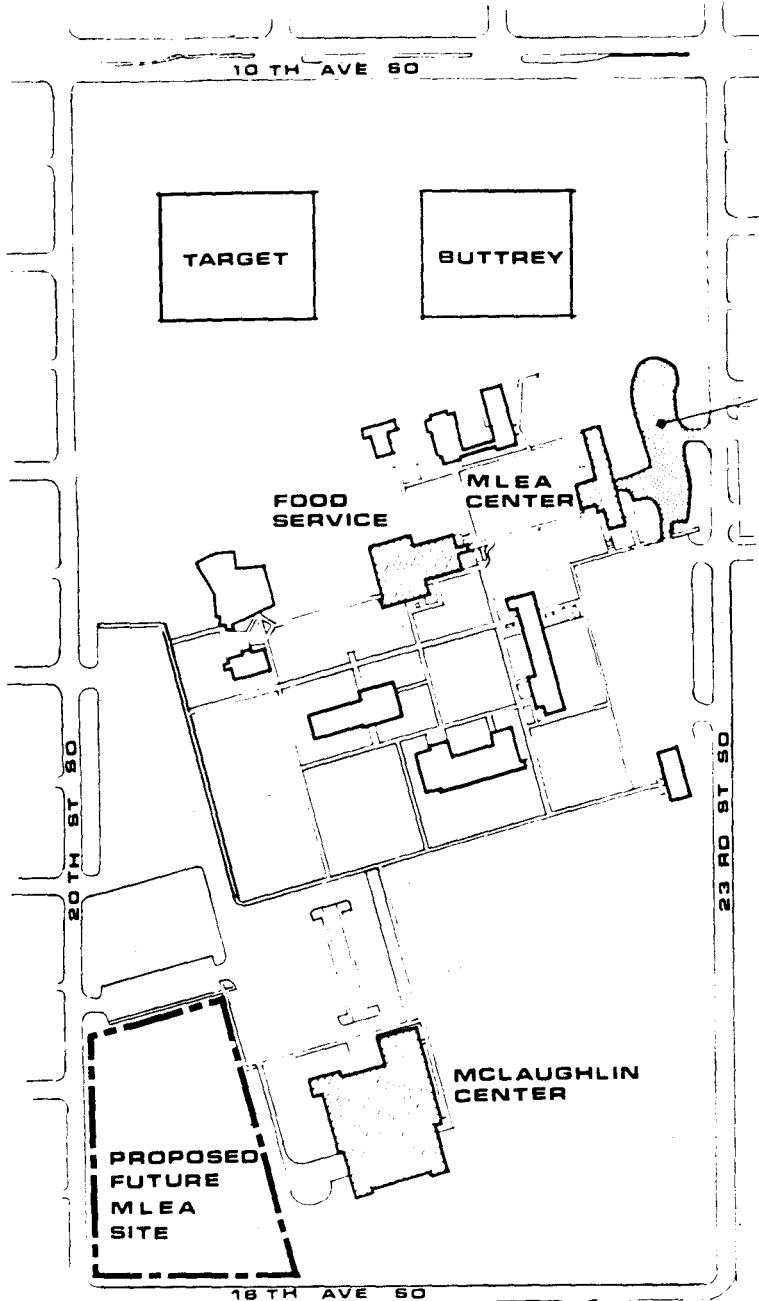 10 TH AVE SO
TARGET
BUTTREY
FOOD
SERVICE
MLEA
CENTER
20 TH ST SO
23 RD ST SO
MCLAUGHLIN
CENTER
PROPOSED
FUTURE
MLEA
SITE
16 TH AVE SO